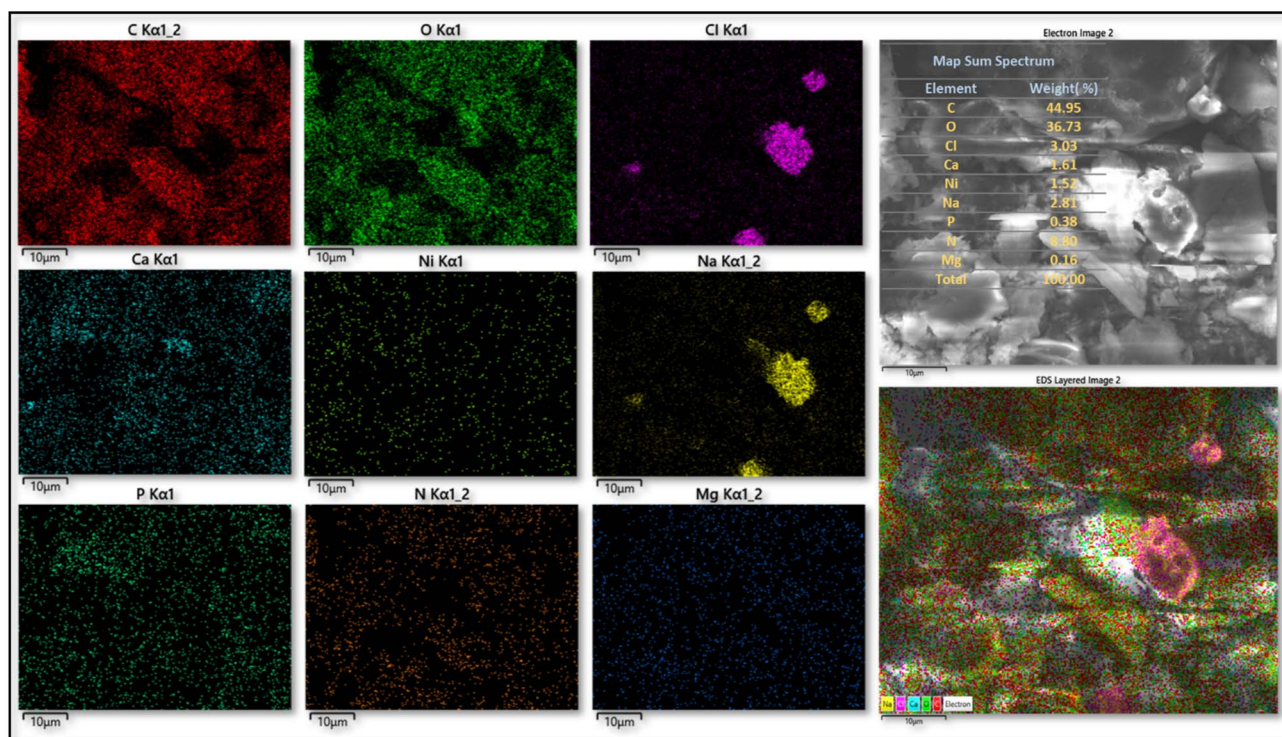 C Kα1_2
O Kα1
Cl Kα1
10μm
10μm
10μm
Ca Kα1
Ni Kα1
Na Kα1_2
10μm
10μm
10μm
P Kα1
N Kα1_2
Mg Kα1_2
10μm
10μm
10μm
Electron Image 2
Map Sum Spectrum
Element Weight( %)
C 44.95
O 36.73
Cl 3.03
Ca 1.61
Ni 1.52
Na 2.81
P 0.38
N 8.80
Mg 0.16
Total 100.00
10μm
EDS Layered Image 2
Na Cl Ca O C Electron
10μm